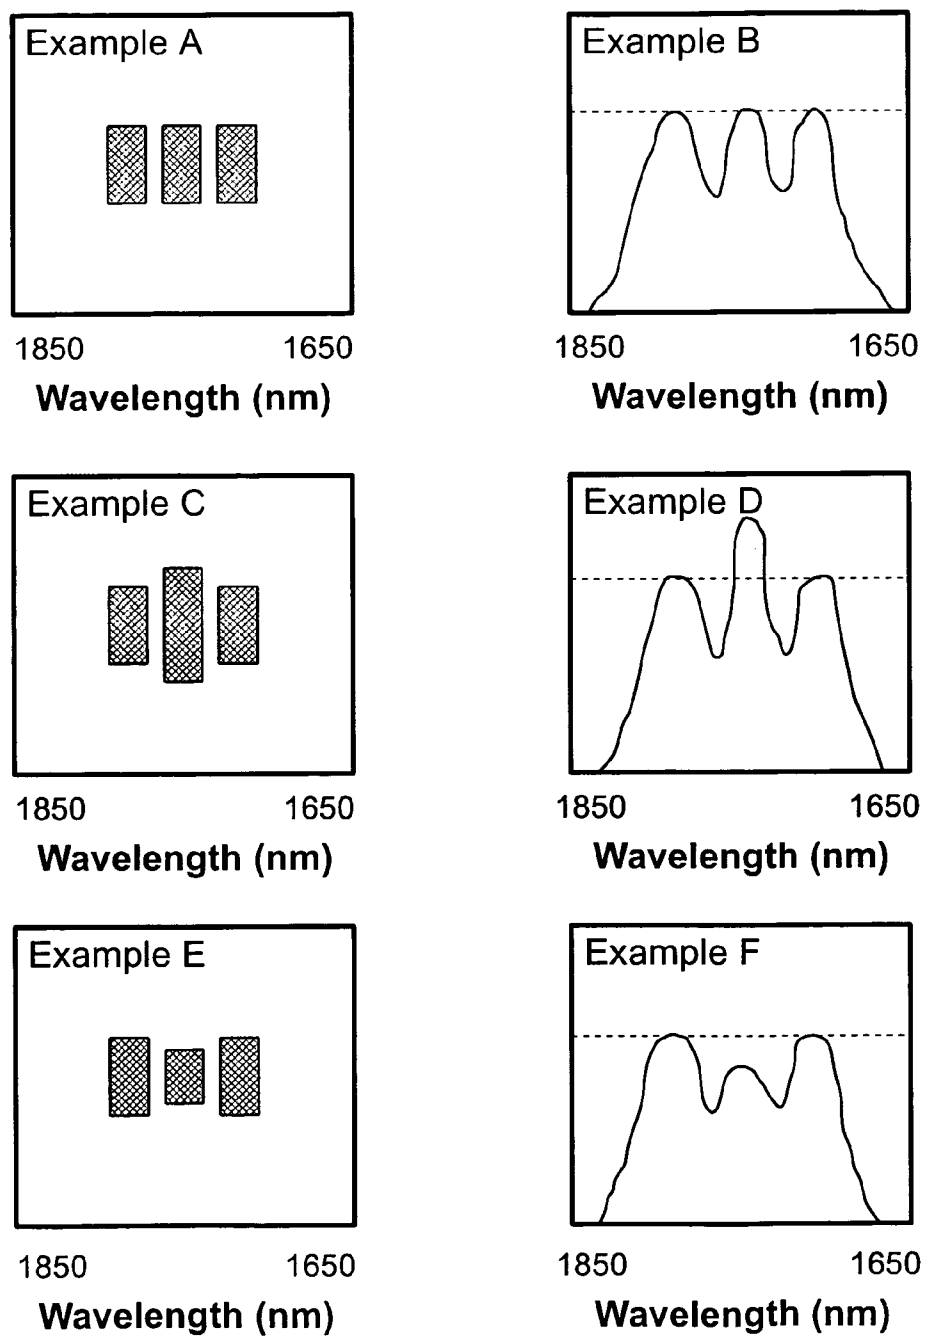 Example A
1850 1650
Wavelength (nm)
Example B
1850 1650
Wavelength (nm)
Example C
1850 1650
Wavelength (nm)
Example D
1850 1650
Wavelength (nm)
Example E
1850 1650
Wavelength (nm)
Example F
1850 1650
Wavelength (nm)